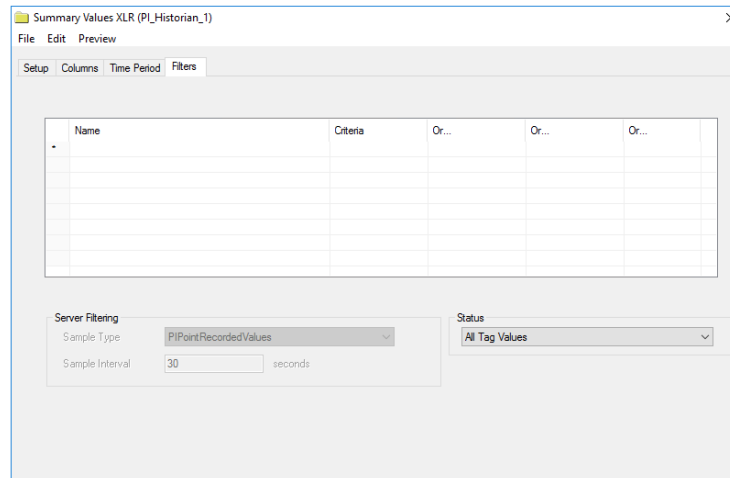 Summary Values XLR (PI_Historian_1)
File Edit Preview
Setup Columns Time Period Filters
Name Criteria Or... Or... Or...
Server Filtering Status
Sample Type PIPointRecordedValues All Tag Values
Sample Interval 30 seconds